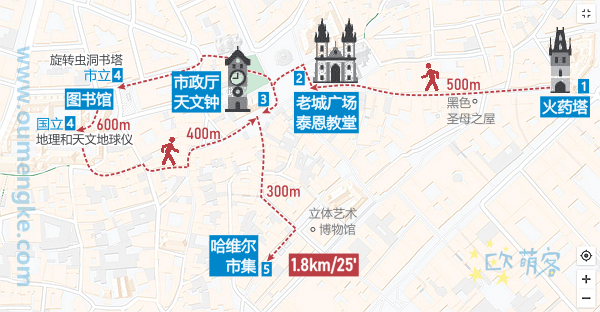 旋转虫洞书塔
市立 4
图书馆
国立 4
地理和天文地球仪
600m
400m
市政厅
天文钟
3
2
老城广场
泰恩教堂
500m
黑色
圣母之屋
1
火药塔
300m
立体艺术
博物馆
哈维尔
市集 5
1.8km/25'
www.oumengke.com
欧萌客
+
−